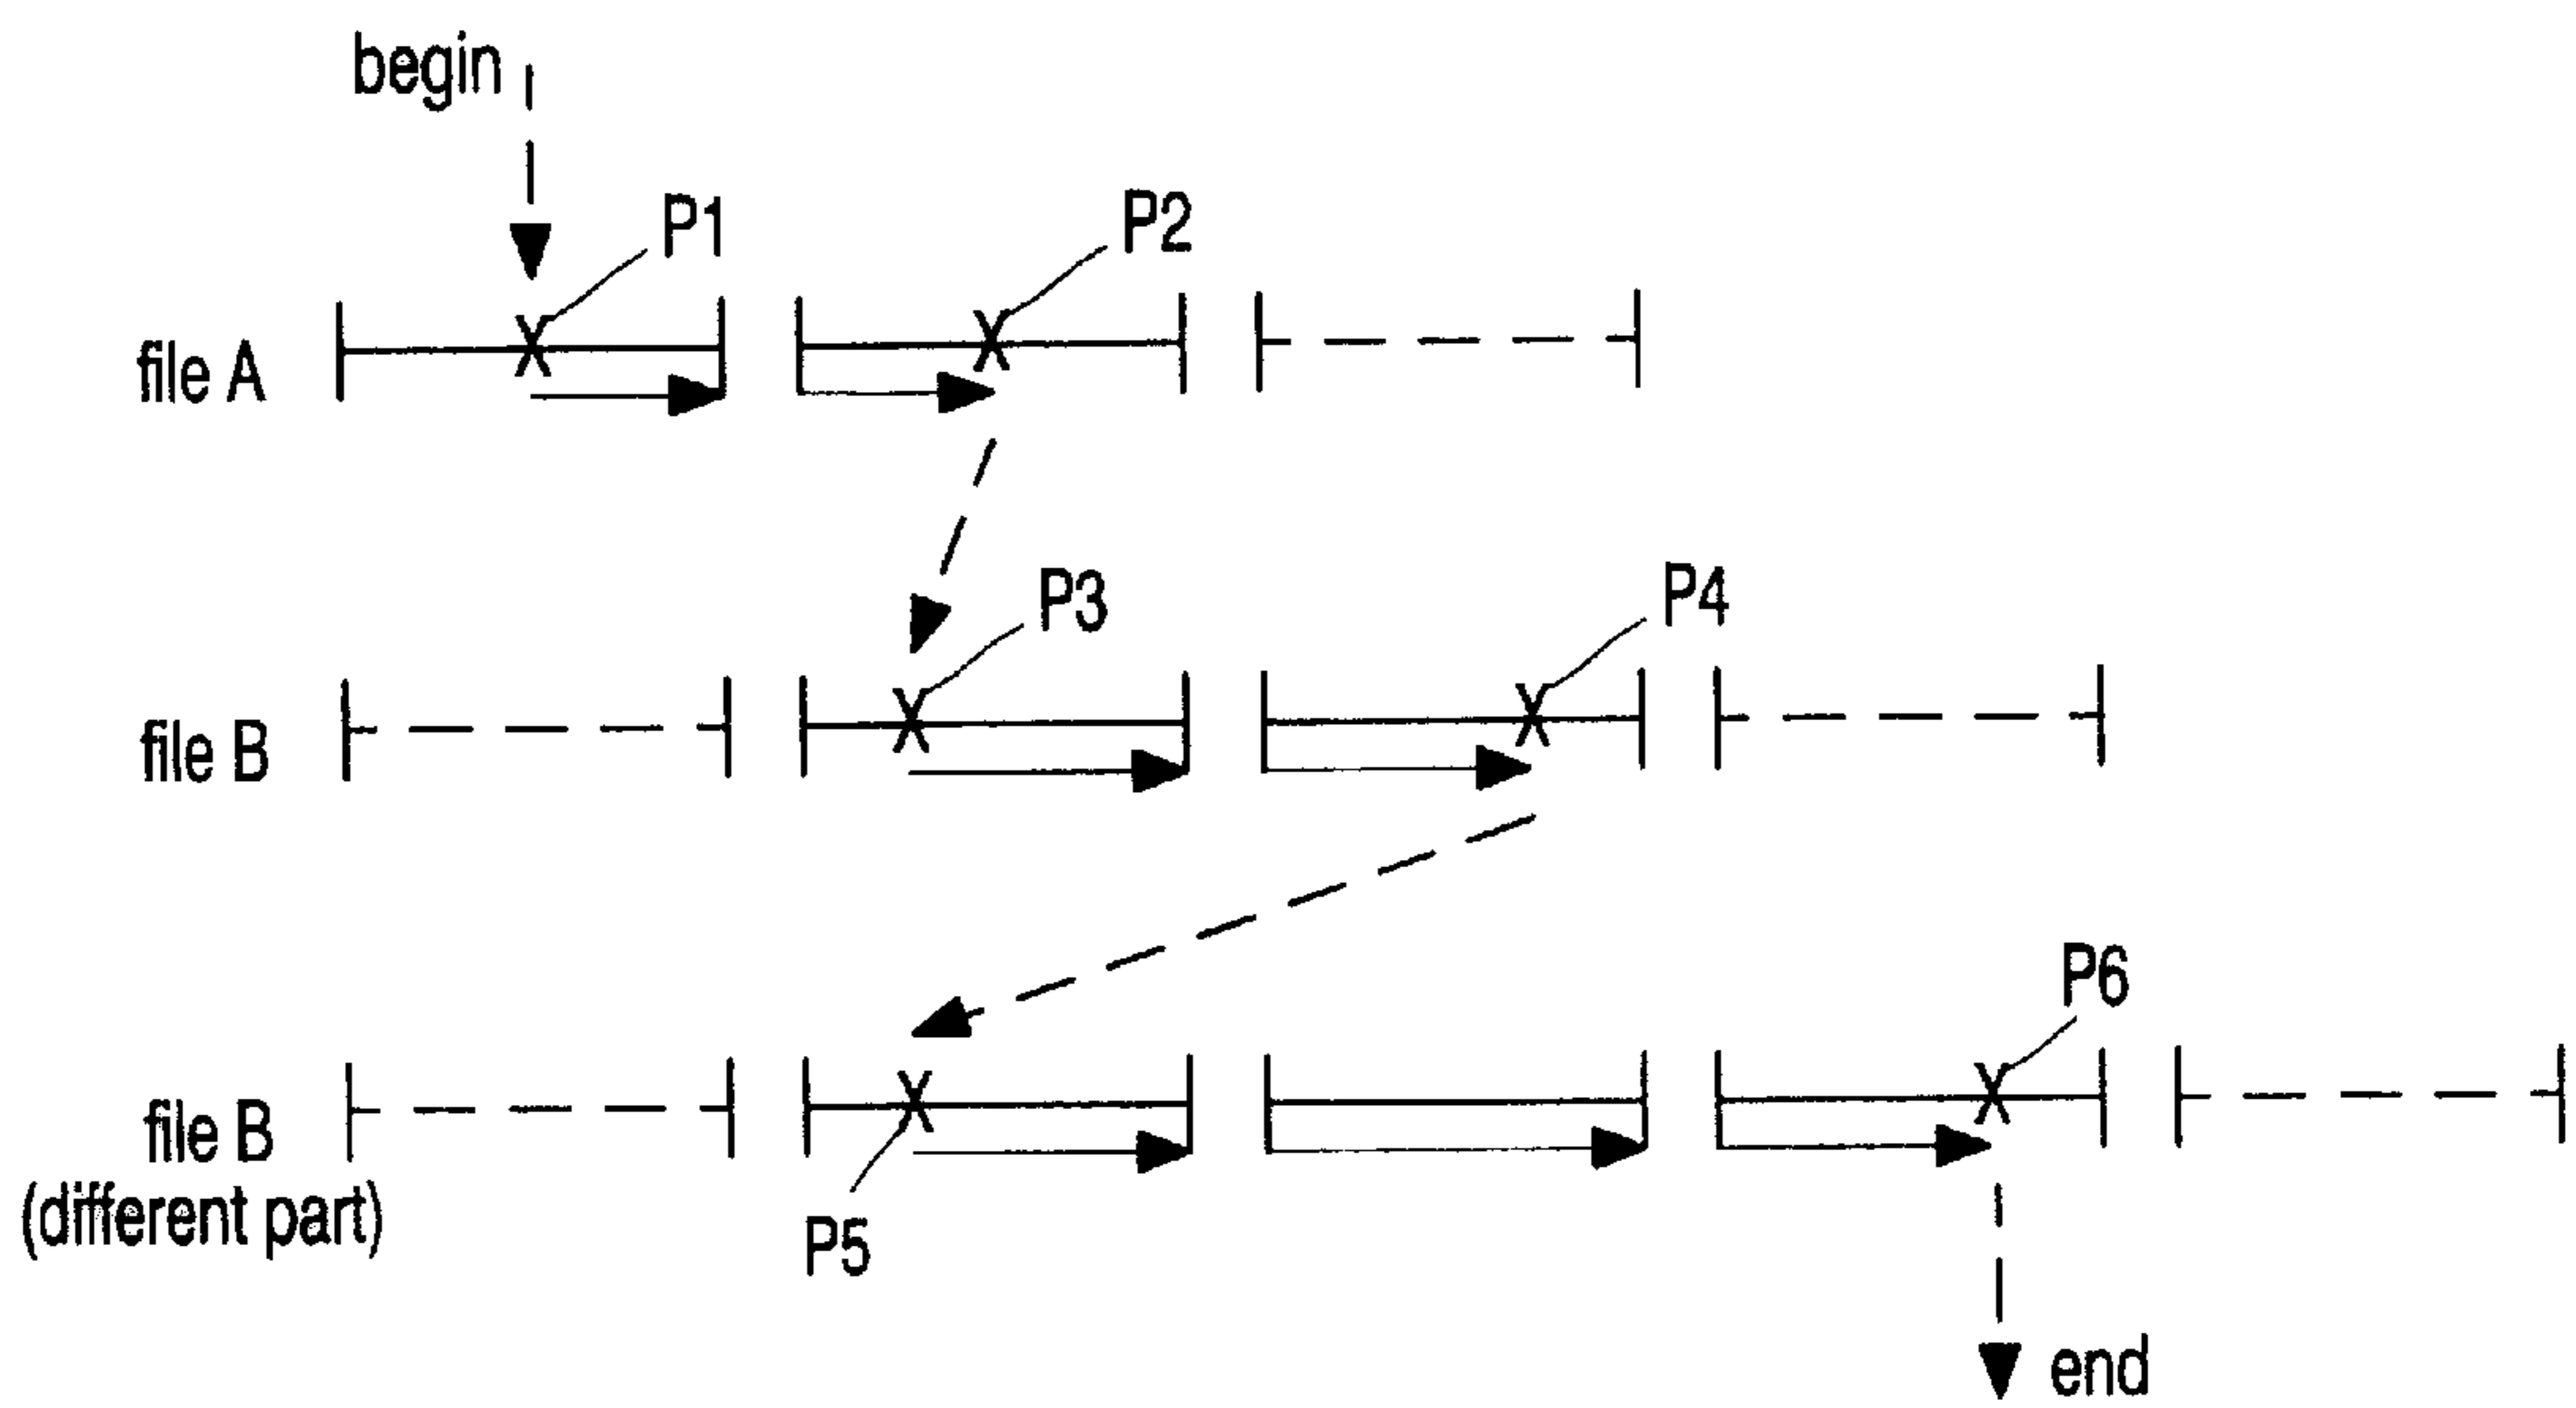 begin
P1
P2
file A
P3
P4
file B
P6
file B
(different part)
P5
end